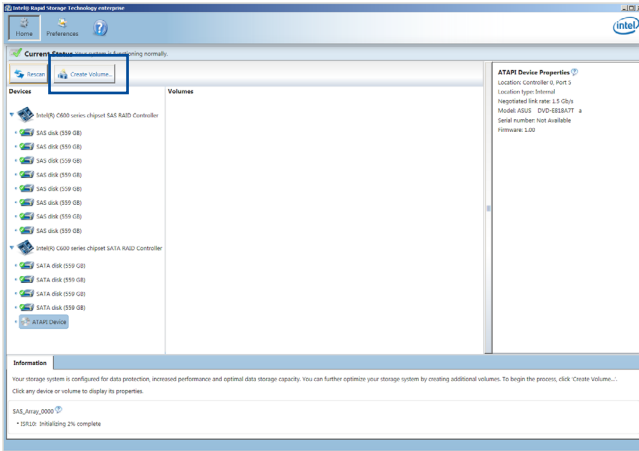 Intel® Rapid Storage Technology enterprise
Home
Preferences
intel
Current Status Your system is functioning normally.
Rescan
Create Volume...
Devices
Volumes
Intel(R) C600 series chipset SAS RAID Controller
SAS disk (559 GB)
SAS disk (559 GB)
SAS disk (559 GB)
SAS disk (559 GB)
SAS disk (559 GB)
SAS disk (559 GB)
SAS disk (559 GB)
SAS disk (559 GB)
Intel(R) C600 series chipset SATA RAID Controller
SATA disk (559 GB)
SATA disk (559 GB)
SATA disk (559 GB)
SATA disk (559 GB)
ATAPI Device
ATAPI Device Properties ?
Location: Controller 0, Port 5
Location type: Internal
Negotiated link rate: 1.5 Gb/s
Model: ASUS DVD-E818A7T a
Serial number: Not Available
Firmware: 1.00
Information
Your storage system is configured for data protection, increased performance and optimal data storage capacity. You can further optimize your storage system by creating additional volumes. To begin the process, click 'Create Volume...'.
Click any device or volume to display its properties.
SAS_Array_0000 ?
• ISR10: Initializing 2% complete